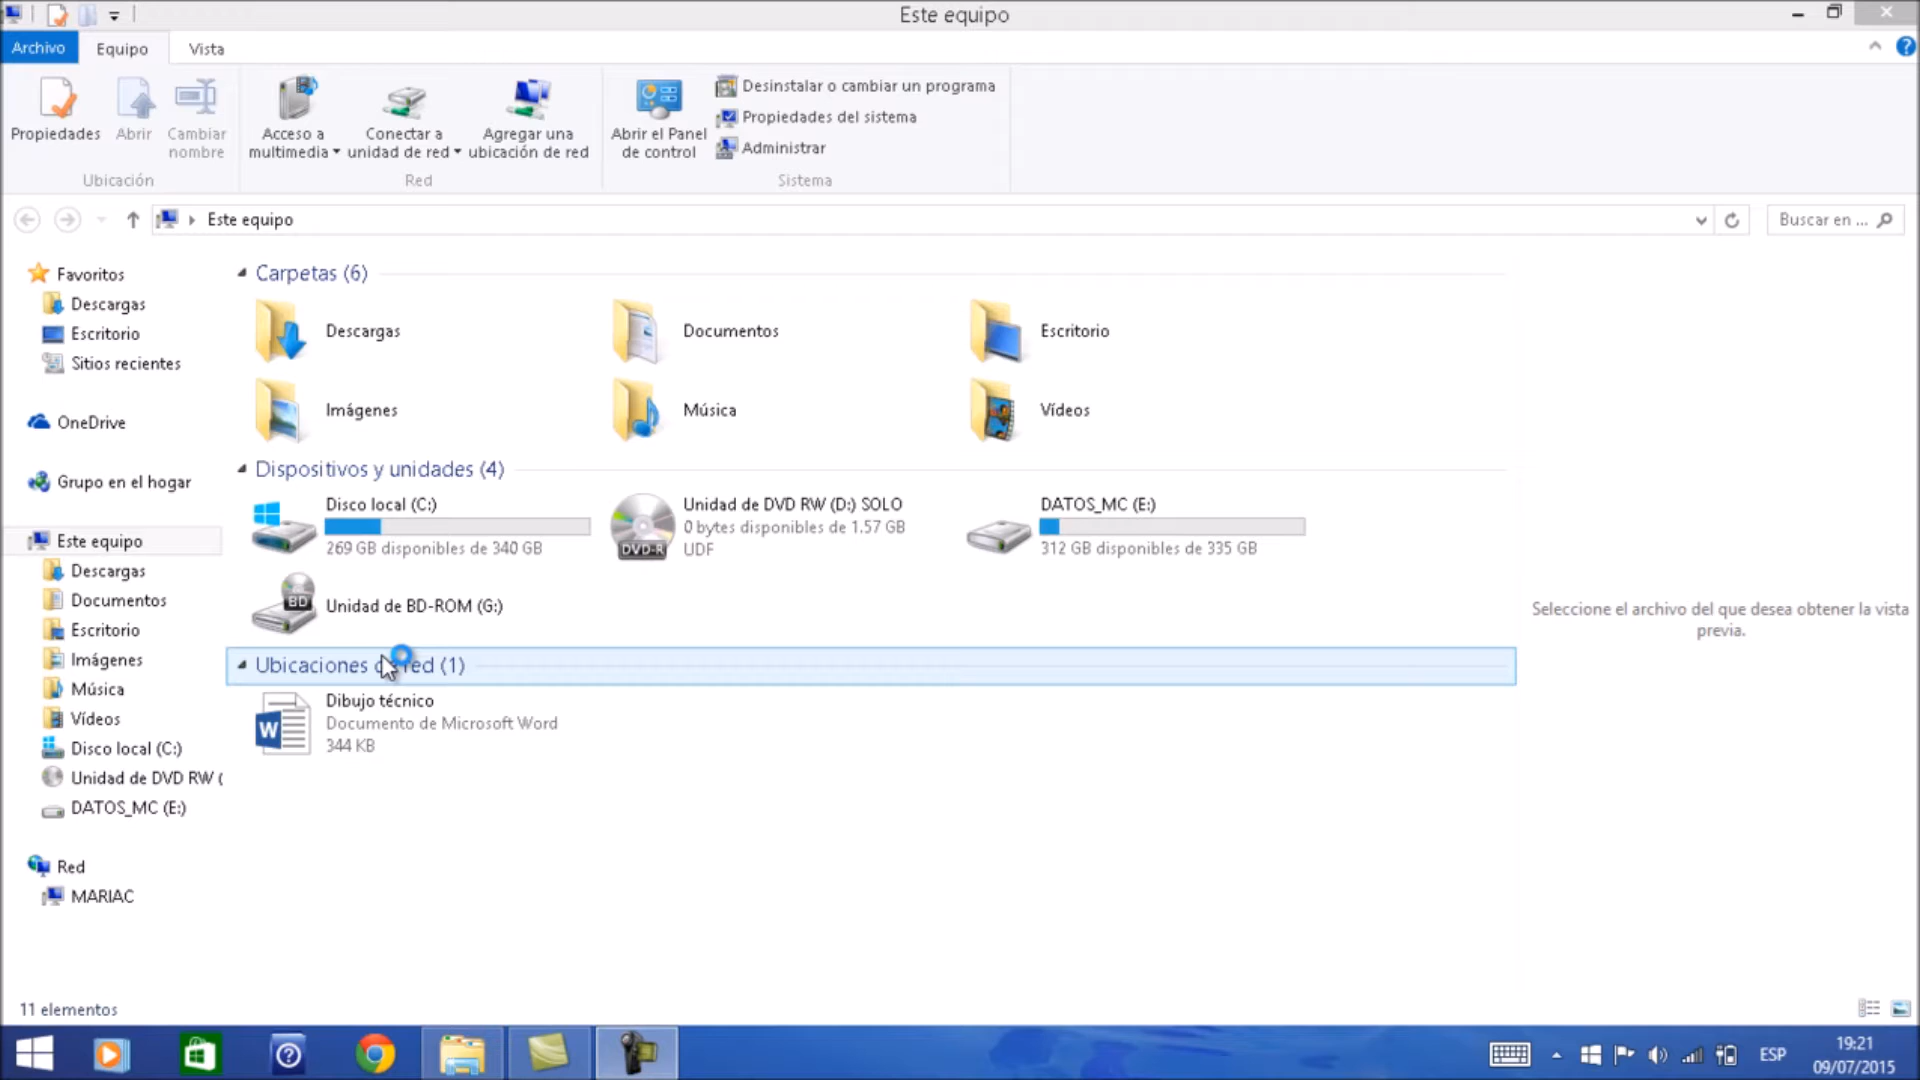 Este equipo
Archivo
Equipo
Vista
Propiedades
Abrir
Cambiar
nombre
Ubicación
Acceso a
multimedia
Conectar a
unidad de red
Agregar una
ubicación de red
Red
Abrir el Panel
de control
Desinstalar o cambiar un programa
Propiedades del sistema
Administrar
Sistema
Este equipo
Buscar en ...
Favoritos
Descargas
Escritorio
Sitios recientes
OneDrive
Grupo en el hogar
Este equipo
Descargas
Documentos
Escritorio
Imágenes
Música
Vídeos
Disco local (C:)
Unidad de DVD RW (
DATOS_MC (E:)
Red
MARIAC
Carpetas (6)
Descargas
Documentos
Escritorio
Imágenes
Música
Vídeos
Dispositivos y unidades (4)
Disco local (C:)
269 GB disponibles de 340 GB
DVD-R
Unidad de DVD RW (D:) SOLO
0 bytes disponibles de 1.57 GB
UDF
DATOS_MC (E:)
312 GB disponibles de 335 GB
BD
Unidad de BD-ROM (G:)
Ubicaciones de red (1)
W
Dibujo técnico
Documento de Microsoft Word
344 KB
Seleccione el archivo del que desea obtener la vista
previa.
11 elementos
ESP
19:21
09/07/2015